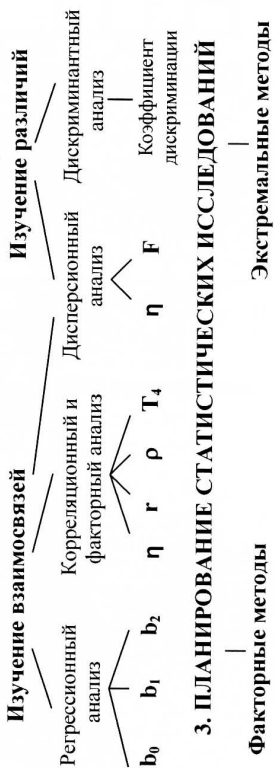 Изучение взаимосвязей
Изучение различий
Регрессионный
анализ
Корреляционный и
факторный анализ
Дисперсионный
анализ
Дискриминантный
анализ
b₀ b₁ b₂
η r ρ T₄
η F
Коэффициент
дискриминации
3. ПЛАНИРОВАНИЕ СТАТИСТИЧЕСКИХ ИССЛЕДОВАНИЙ
Факторные методы
Экстремальные методы